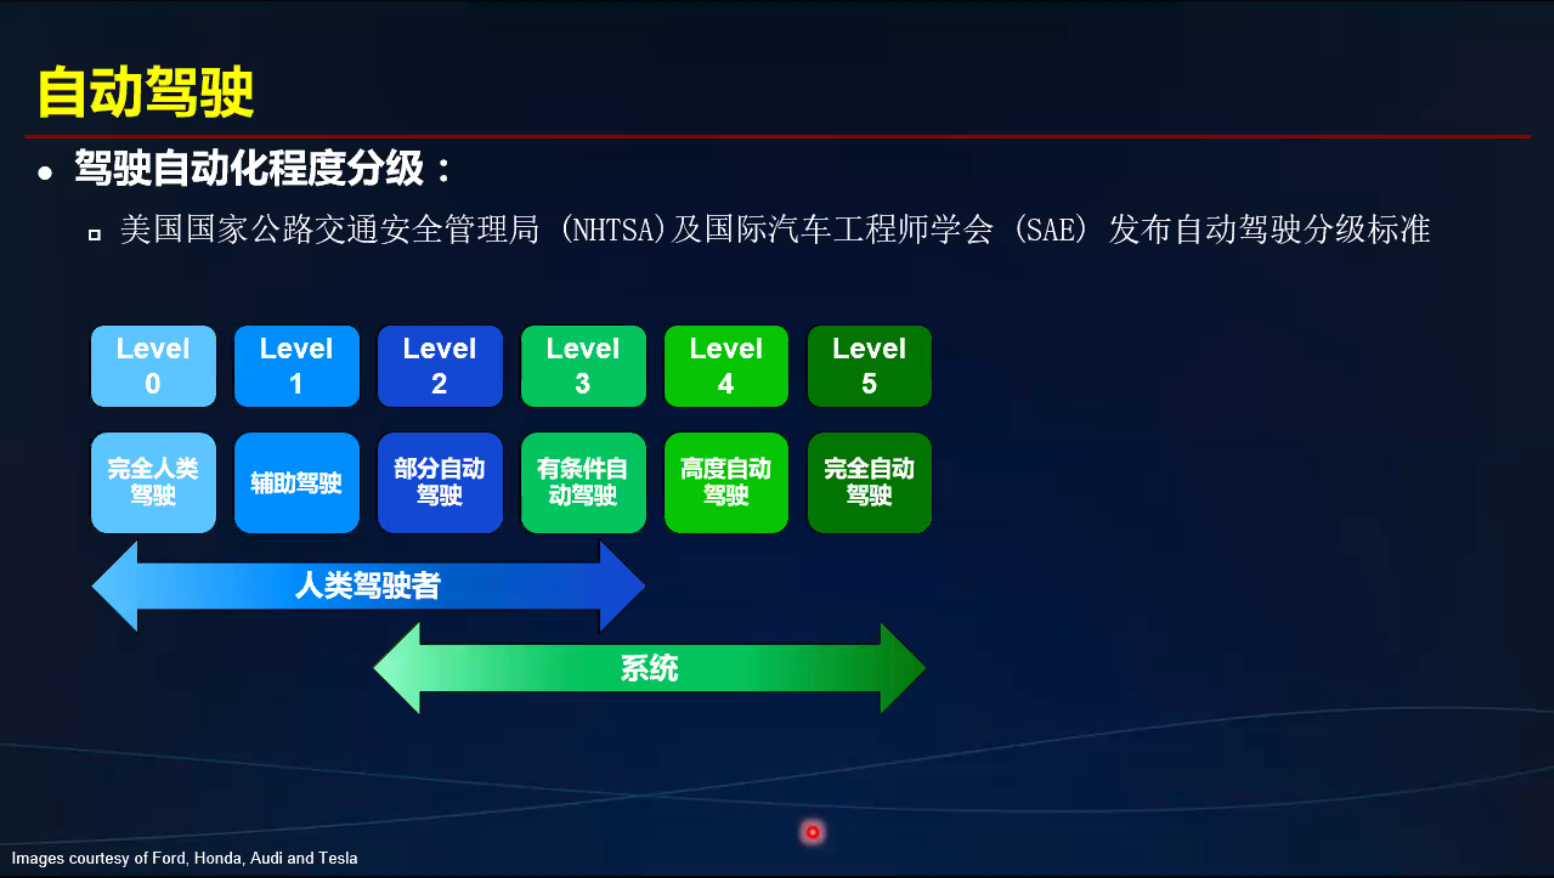 自动驾驶
驾驶自动化程度分级：
美国国家公路交通安全管理局 (NHTSA)及国际汽车工程师学会 (SAE) 发布自动驾驶分级标准
Level
0
Level
1
Level
2
Level
3
Level
4
Level
5
完全人类
驾驶
辅助驾驶
部分自动
驾驶
有条件自
动驾驶
高度自动
驾驶
完全自动
驾驶
人类驾驶者
系统
Images courtesy of Ford, Honda, Audi and Tesla